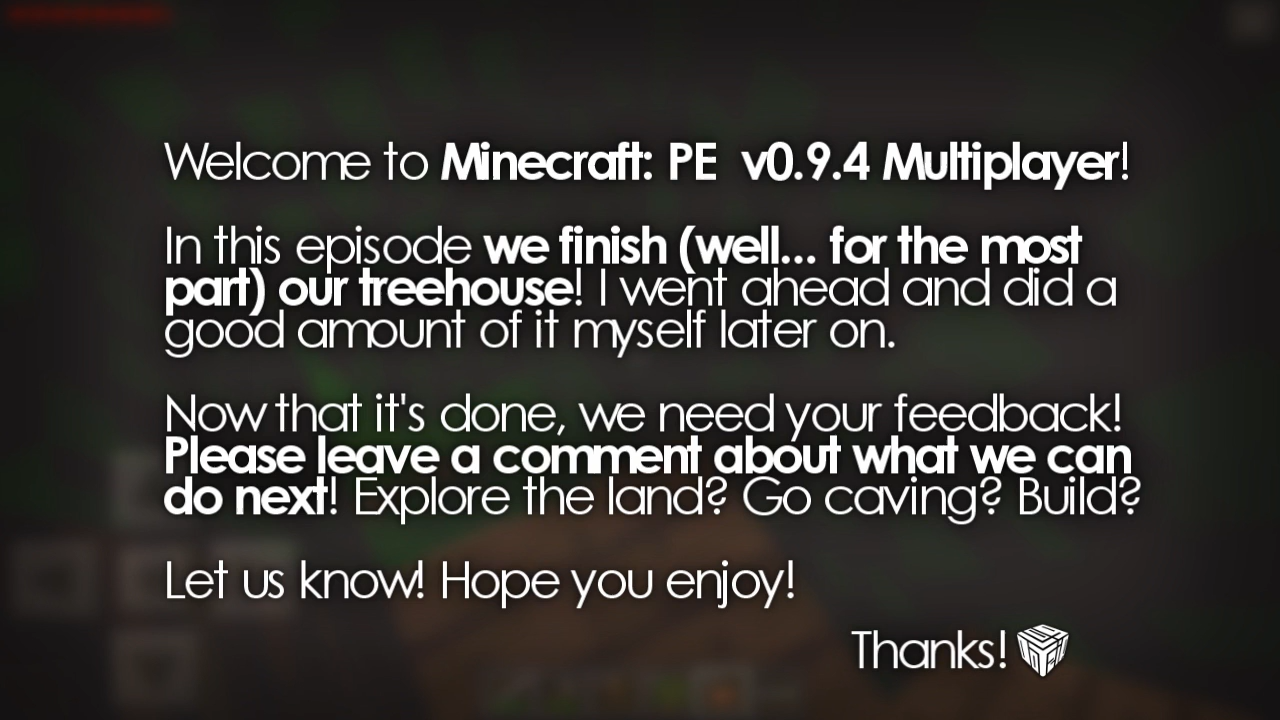 Welcome to Minecraft: PE  v0.9.4 Multiplayer!
In this episode we finish (well... for the most
part) our treehouse! I went ahead and did a
good amount of it myself later on.
Now that it's done, we need your feedback!
Please leave a comment about what we can
do next! Explore the land? Go caving? Build?
Let us know! Hope you enjoy!
Thanks!